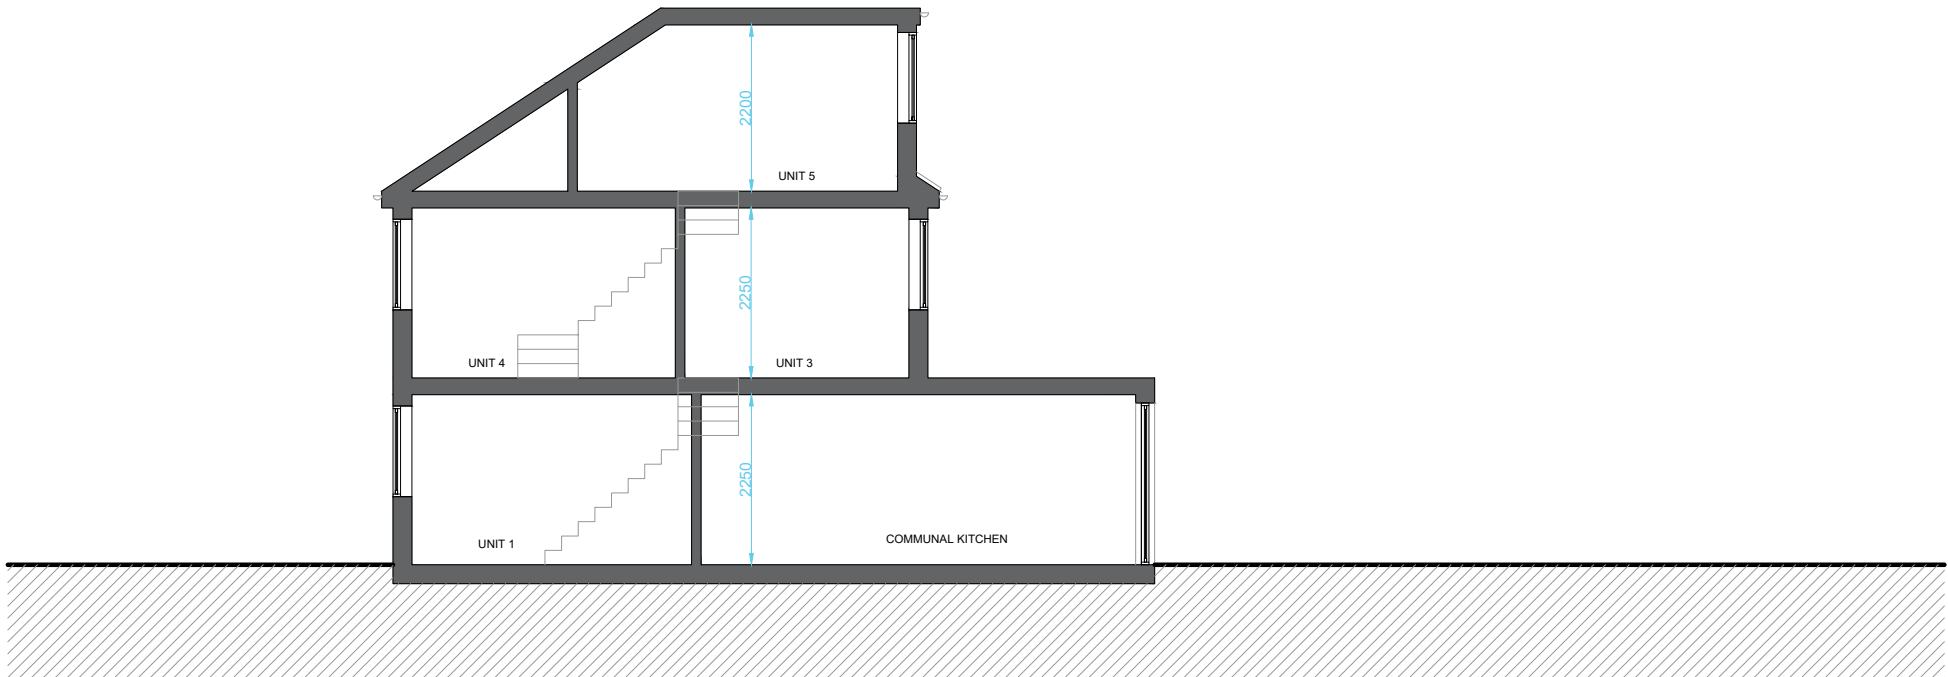 2200
UNIT 5
2250
UNIT 4
UNIT 3
2250
UNIT 1
COMMUNAL KITCHEN